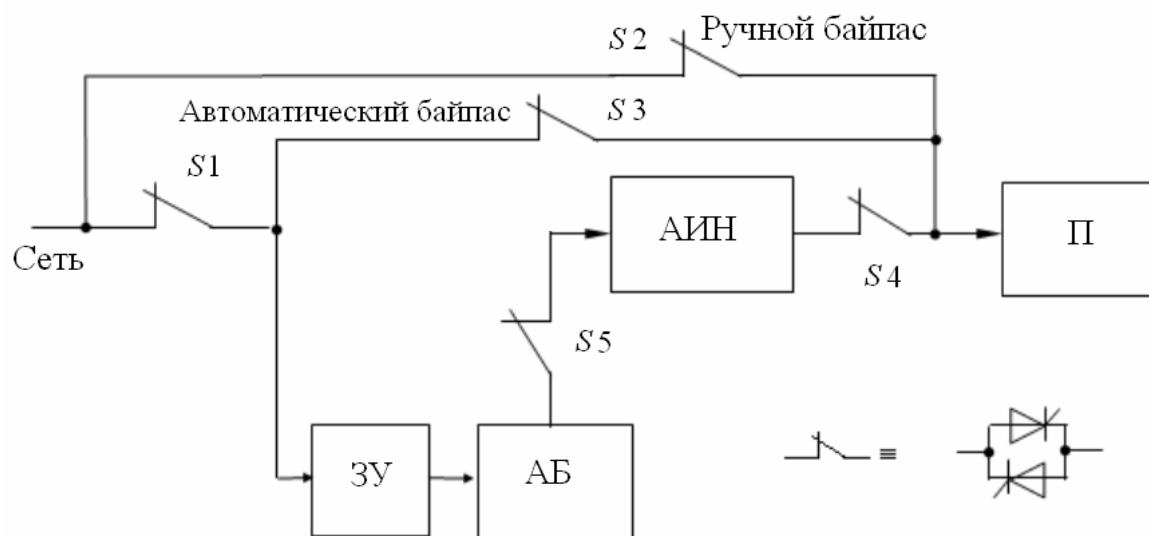 S2
Ручной байпас
Автоматический байпас
S3
S1
Сеть
АИН
S4
П
S5
ЗУ
АБ
≡